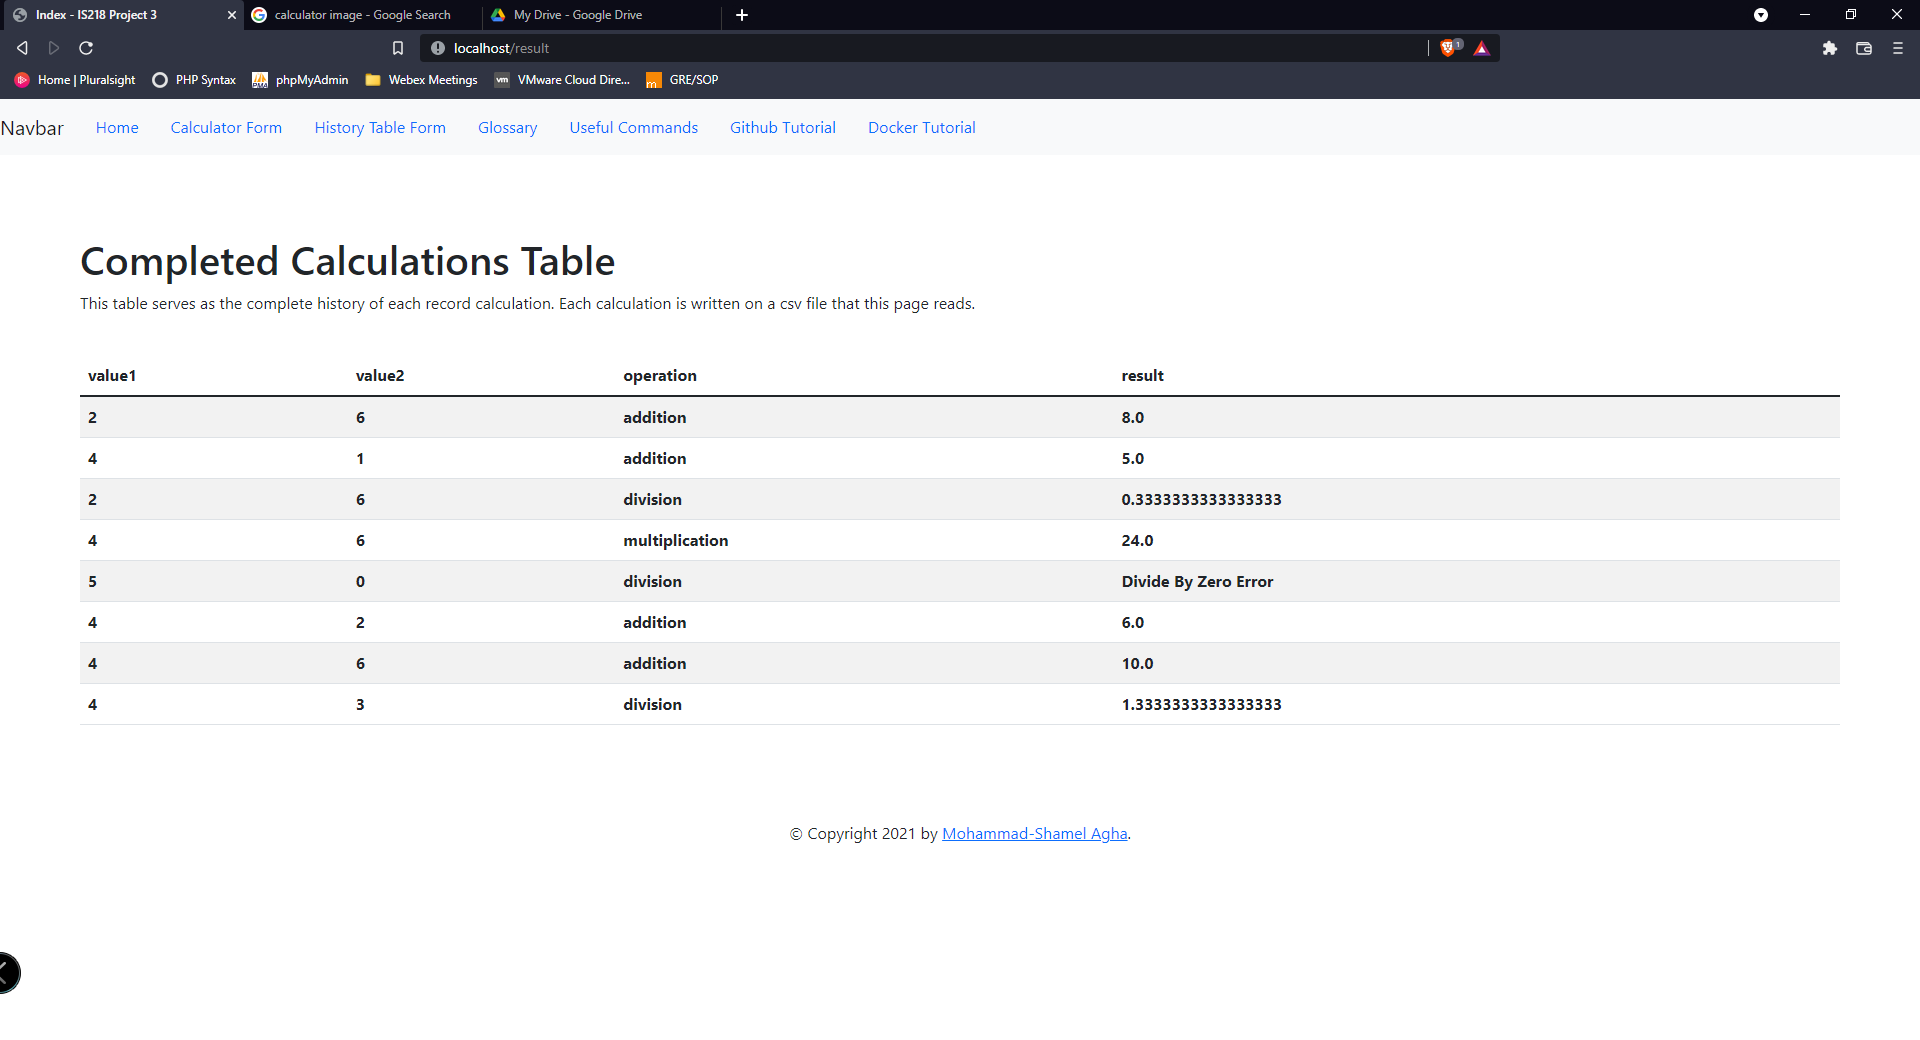 Index - IS218 Project 3
calculator image - Google Search
My Drive - Google Drive
localhost/result
1
Home | Pluralsight
PHP Syntax
PMA
phpMyAdmin
Webex Meetings
vm
VMware Cloud Dire...
m
GRE/SOP
Navbar Home Calculator Form History Table Form Glossary Useful Commands Github Tutorial Docker Tutorial
Completed Calculations Table
This table serves as the complete history of each record calculation. Each calculation is written on a csv file that this page reads.
value1 value2 operation result
2 6 addition 8.0
4 1 addition 5.0
2 6 division 0.3333333333333333
4 6 multiplication 24.0
5 0 division Divide By Zero Error
4 2 addition 6.0
4 6 addition 10.0
4 3 division 1.3333333333333333
© Copyright 2021 by Mohammad-Shamel Agha.